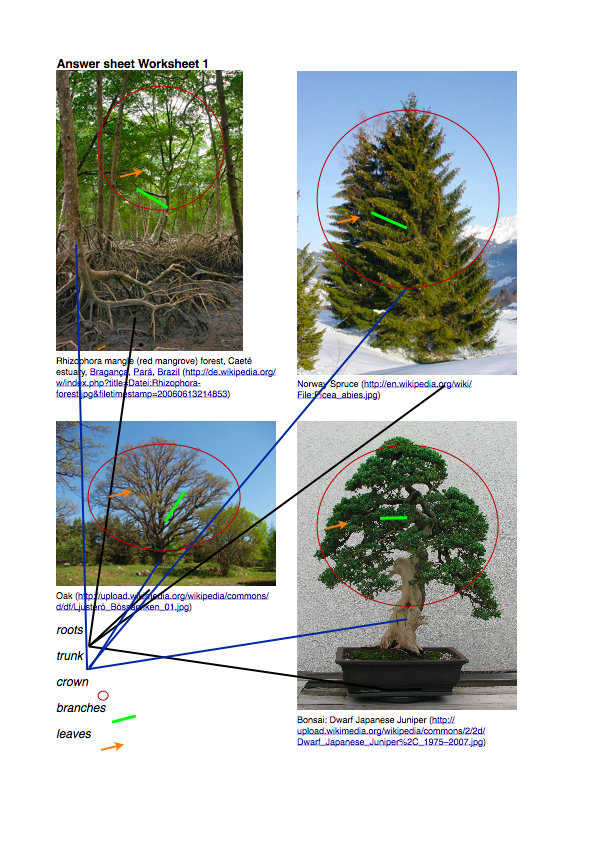 Answer sheet Worksheet 1
Rhizophora mangle (red mangrove) forest, Caeté
estuary, Bragança, Pará, Brazil (http://de.wikipedia.org/
w/index.php?title=Datei:Rhizophora-
forest.jpg&filetimestamp=20060613214853)
Norway Spruce (http://en.wikipedia.org/wiki/
File:Picea_abies.jpg)
Oak (http://upload.wikimedia.org/wikipedia/commons/
d/df/Ljusterö_Bössarpiken_01.jpg)
roots
trunk
crown
branches
leaves
Bonsai: Dwarf Japanese Juniper (http://
upload.wikimedia.org/wikipedia/commons/2/2d/
Dwarf_Japanese_Juniper%2C_1975–2007.jpg)